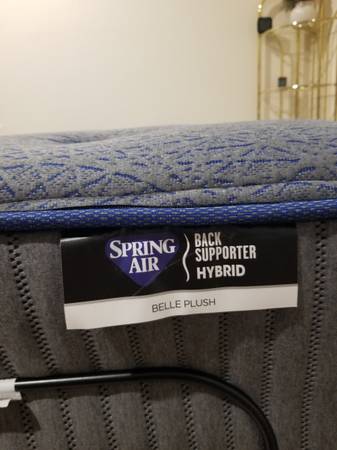 SPRING AIR
BACK SUPPORTER HYBRID
BELLE PLUSH